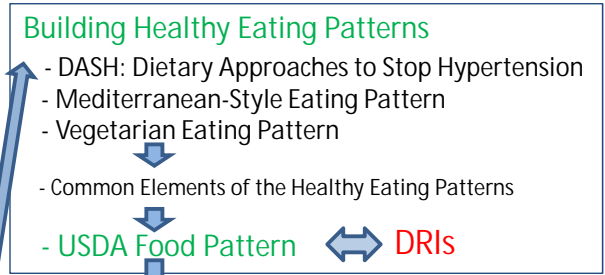 Building Healthy Eating Patterns
- DASH: Dietary Approaches to Stop Hypertension
- Mediterranean-Style Eating Pattern
- Vegetarian Eating Pattern
- Common Elements of the Healthy Eating Patterns
- USDA Food Pattern DRIs